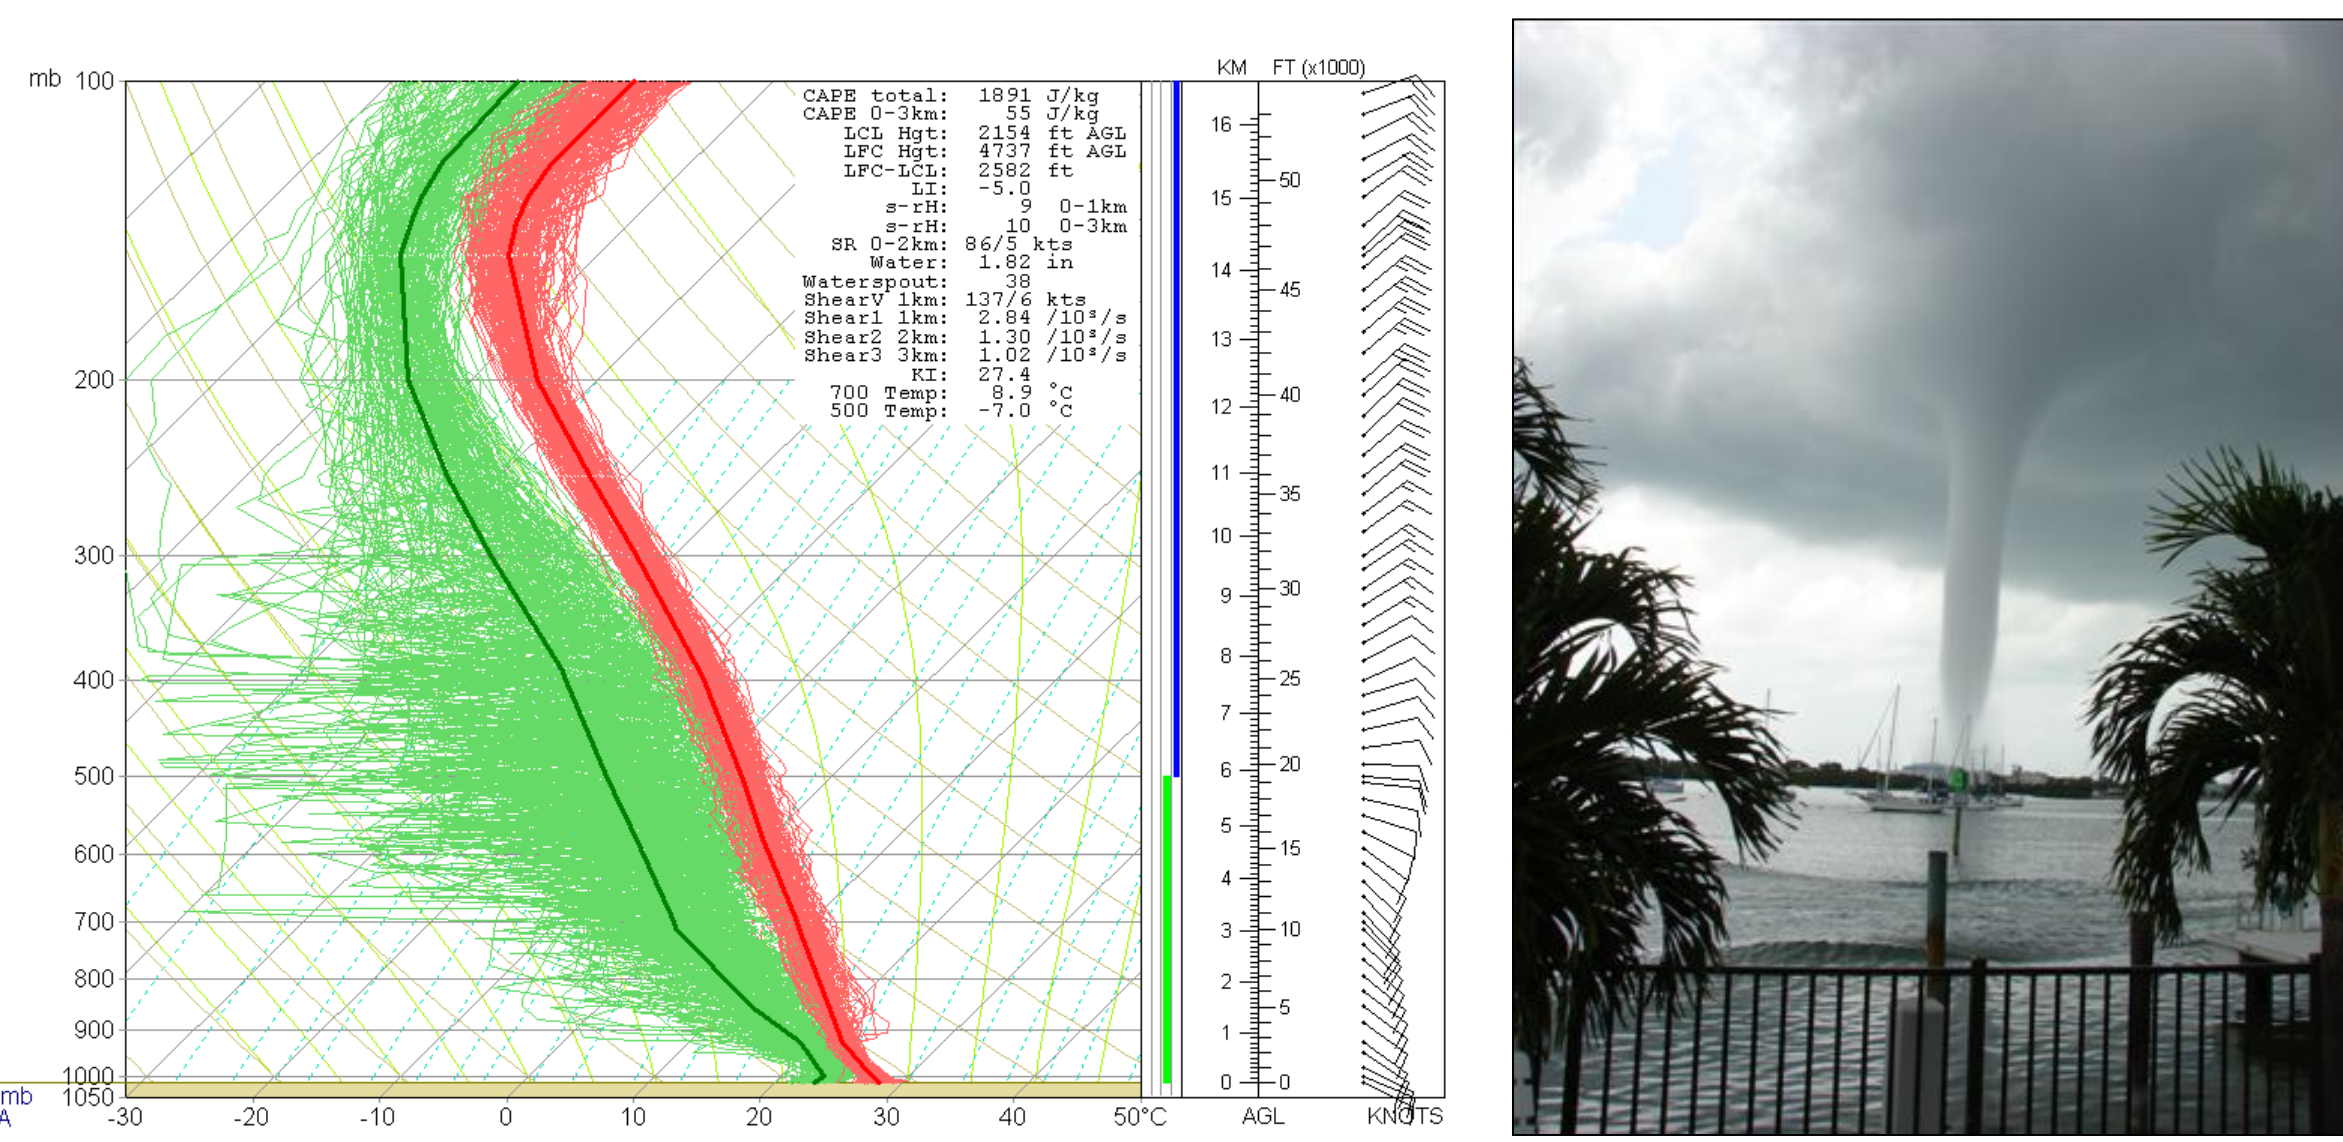 KM FT (x1000)
mb 100
CAPE total: 1891 J/kg
CAPE 0-3km: 55 J/kg
LCL Hgt: 2154 ft AGL
LFC Hgt: 4737 ft AGL
LFC-LCL: 2582 ft
LI: -5.0
s-rH: 9 0-1km
s-rH: 10 0-3km
SR 0-2km: 86/5 kts
Water: 1.82 in
Waterspout: 38
ShearV 1km: 137/6 kts
Shear1 1km: 2.84 /10³/s
Shear2 2km: 1.30 /10³/s
Shear3 3km: 1.02 /10³/s
KI: 27.4
700 Temp: 8.9 °C
500 Temp: -7.0 °C
200
300
400
500
600
700
800
900
1000
1050
mb
A
-30 -20 -10 0 10 20 30 40 50°C
16
15
14
13
12
11
10
9
8
7
6
5
4
3
2
1
0
50
45
40
35
30
25
20
15
10
5
0
AGL
KNOTS